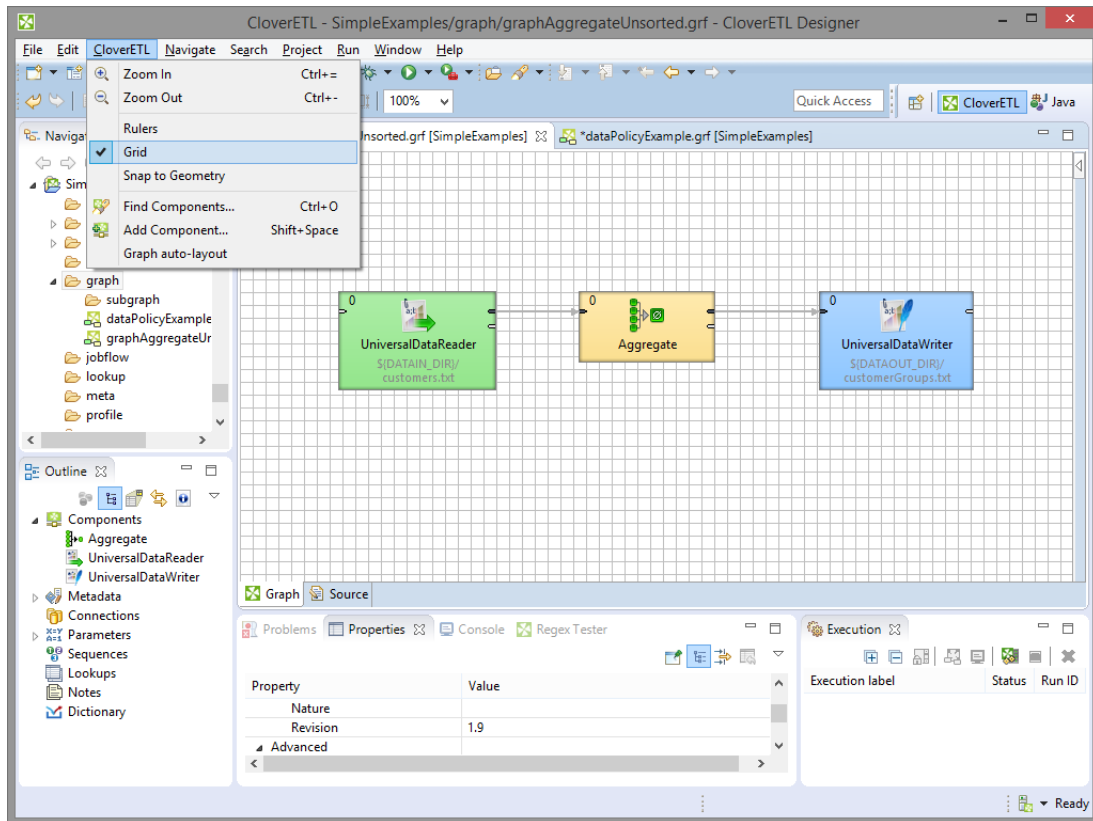 CloverETL - SimpleExamples/graph/graphAggregateUnsorted.grf - CloverETL Designer
File Edit CloverETL Navigate Search Project Run Window Help
Zoom In Ctrl+=
Zoom Out Ctrl+-
Rulers
Grid
Snap to Geometry
Find Components... Ctrl+O
Add Component... Shift+Space
Graph auto-layout
100%
Quick Access
CloverETL
Java
Navigat
Unsorted.grf [SimpleExamples]
*dataPolicyExample.grf [SimpleExamples]
Sim
graph
subgraph
dataPolicyExample
graphAggregateUr
jobflow
lookup
meta
profile
0
UniversalDataReader
${DATAIN_DIR}/
customers.txt
0
Aggregate
0
UniversalDataWriter
${DATAOUT_DIR}/
customerGroups.txt
Graph
Source
Outline
Components
Aggregate
UniversalDataReader
UniversalDataWriter
Metadata
Connections
Parameters
Sequences
Lookups
Notes
Dictionary
Problems Properties Console Regex Tester
Property Value
Nature
Revision 1.9
Advanced
Execution
Execution label Status Run ID
Ready